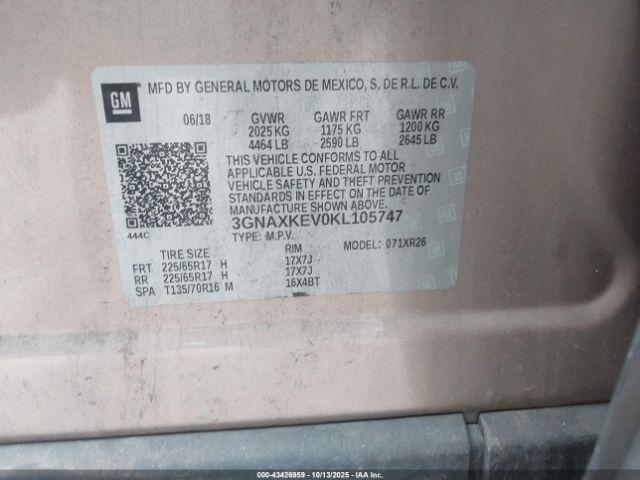 GM
MFD BY GENERAL MOTORS DE MEXICO, S. DE R.L. DE C.V.
06/18 GVWR GAWR FRT GAWR RR
2025 KG 1175 KG 1200 KG
4464 LB 2590 LB 2645 LB
THIS VEHICLE CONFORMS TO ALL
APPLICABLE U.S. FEDERAL MOTOR
VEHICLE SAFETY AND THEFT PREVENTION
STANDARDS IN EFFECT ON THE DATE OF
MANUFACTURE SHOWN ABOVE.
3GNAXKEV0KL105747
444C TYPE: M.P.V. MODEL: 071XR26
TIRE SIZE RIM
FRT 225/65R17 H 17X7J
RR 225/65R17 H 17X7J
SPA T135/70R16 M 16X4BT
000-43426959 - 10/13/2025 - IAAI.COM